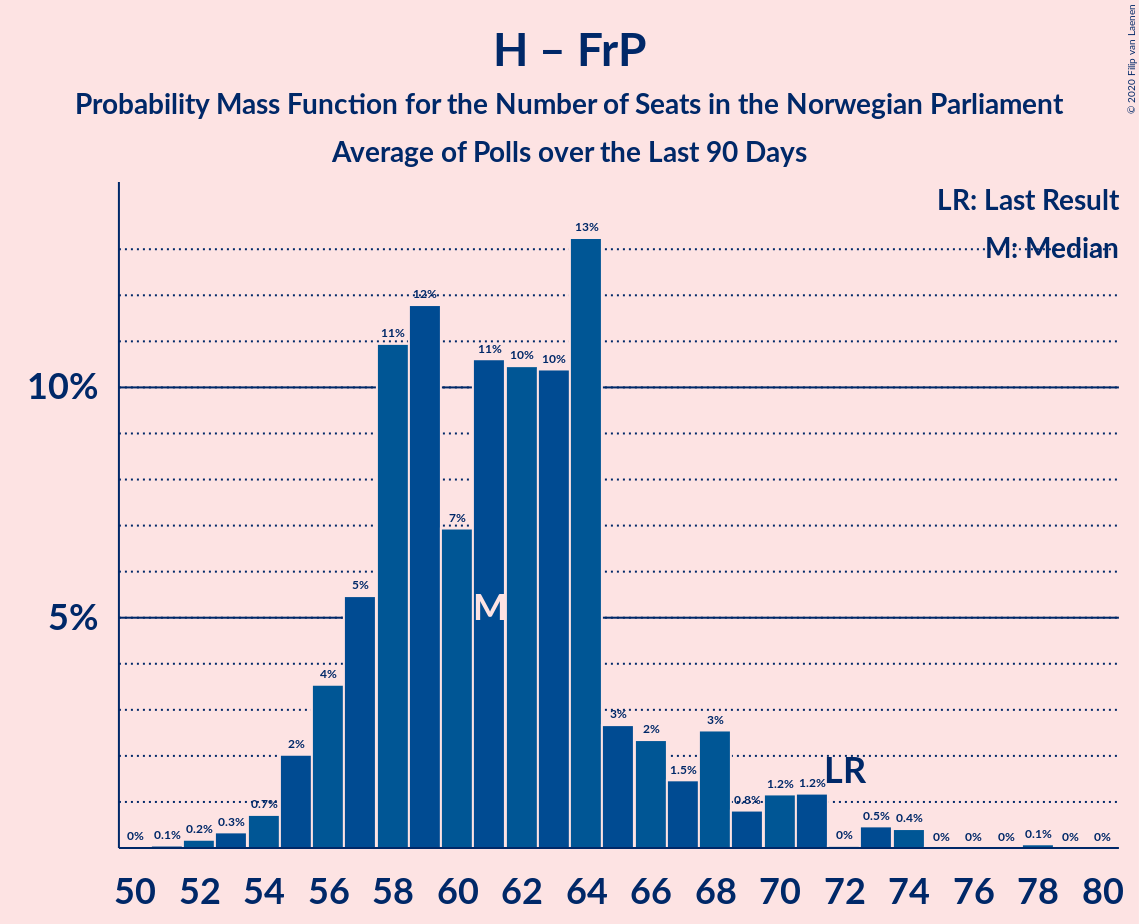 H – FrP
Probability Mass Function for the Number of Seats in the Norwegian Parliament
Average of Polls over the Last 90 Days
© 2020 Filip van Laenen
LR: Last Result
M: Median
10%
5%
0% 0.1% 0.2% 0.3% 0.7% 2% 4% 5% 11% 12% 7% 11% 10% 10% 13% 3% 2% 1.5% 3% 0.8% 1.2% 1.2% 0% 0.5% 0.4% 0% 0% 0% 0.1% 0% 0%
M
LR
50 52 54 56 58 60 62 64 66 68 70 72 74 76 78 80